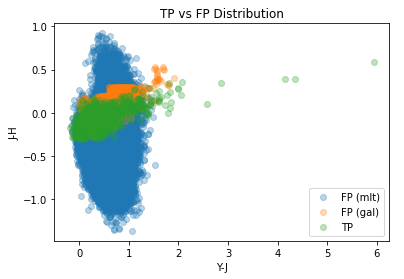 TP vs FP Distribution
1.0
0.5
0.0
−0.5
−1.0
J-H
FP (mlt)
FP (gal)
TP
0 1 2 3 4 5 6
Y-J